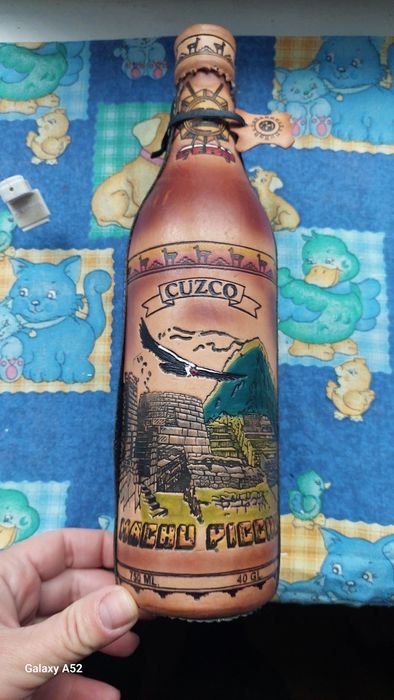 CUZCO
MACHU PICCHU
750 ML. 40 GL
Galaxy A52